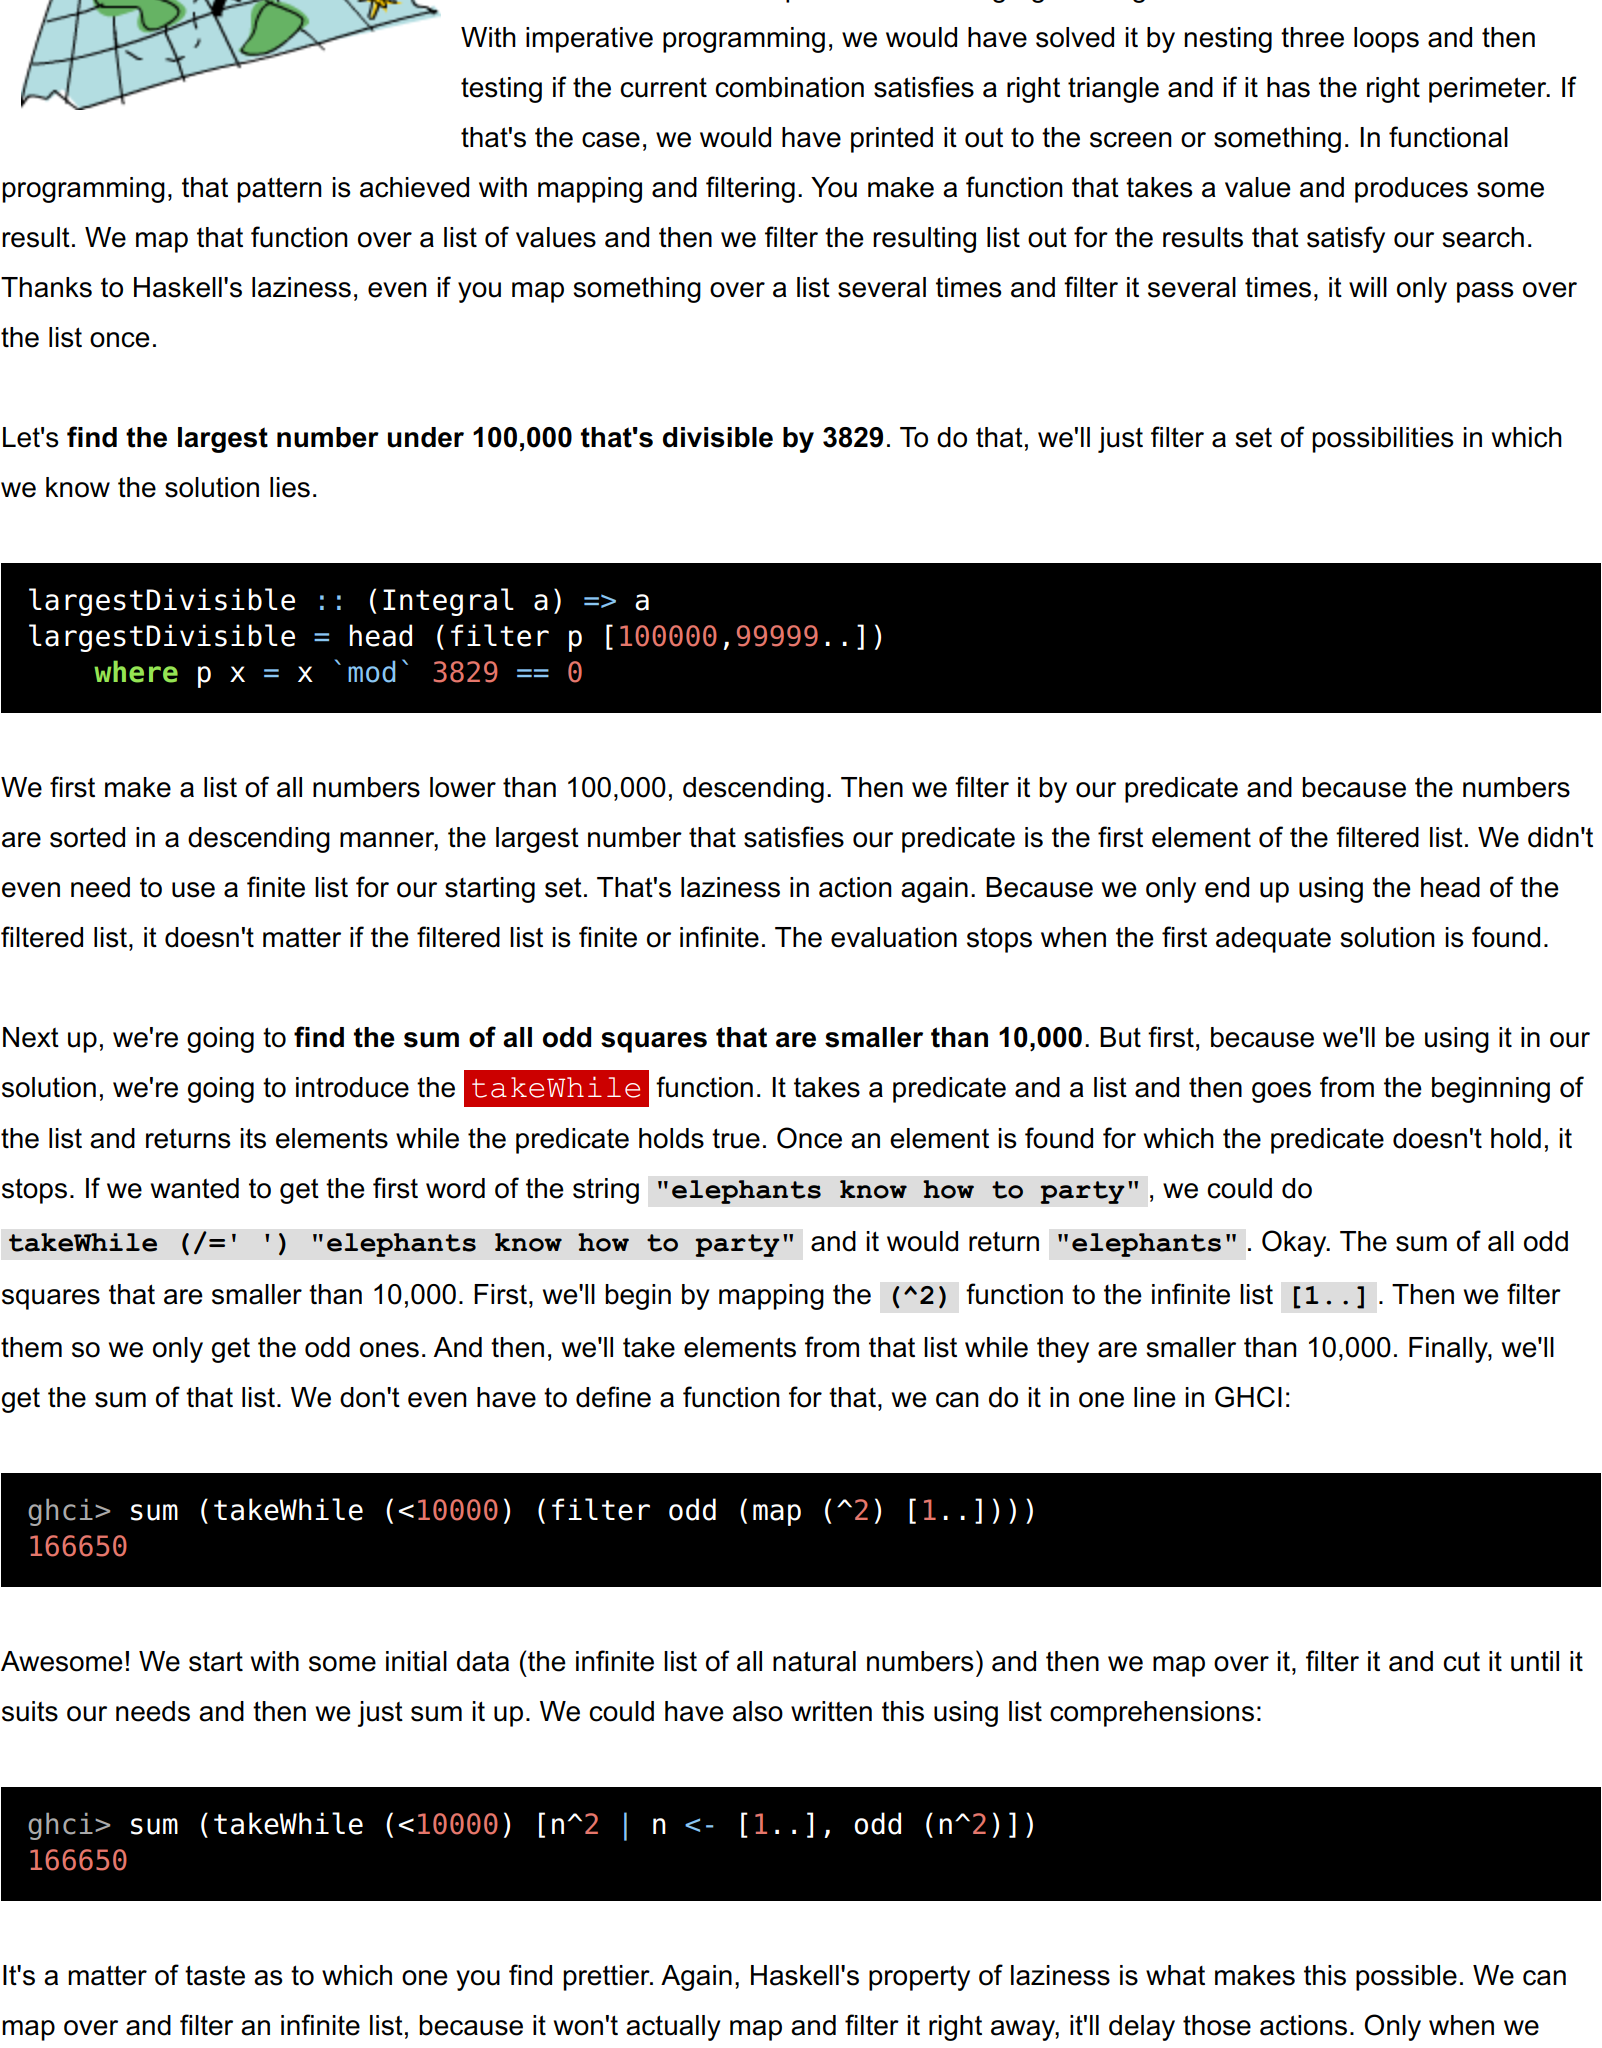 With imperative programming, we would have solved it by nesting three loops and then
testing if the current combination satisfies a right triangle and if it has the right perimeter. If
that's the case, we would have printed it out to the screen or something. In functional
programming, that pattern is achieved with mapping and filtering. You make a function that takes a value and produces some
result. We map that function over a list of values and then we filter the resulting list out for the results that satisfy our search.
Thanks to Haskell's laziness, even if you map something over a list several times and filter it several times, it will only pass over
the list once.
Let's find the largest number under 100,000 that's divisible by 3829. To do that, we'll just filter a set of possibilities in which
we know the solution lies.
largestDivisible :: (Integral a) => a
largestDivisible = head (filter p [100000,99999..])
    where p x = x `mod` 3829 == 0
We first make a list of all numbers lower than 100,000, descending. Then we filter it by our predicate and because the numbers
are sorted in a descending manner, the largest number that satisfies our predicate is the first element of the filtered list. We didn't
even need to use a finite list for our starting set. That's laziness in action again. Because we only end up using the head of the
filtered list, it doesn't matter if the filtered list is finite or infinite. The evaluation stops when the first adequate solution is found.
Next up, we're going to find the sum of all odd squares that are smaller than 10,000. But first, because we'll be using it in our
solution, we're going to introduce the takeWhile function. It takes a predicate and a list and then goes from the beginning of
the list and returns its elements while the predicate holds true. Once an element is found for which the predicate doesn't hold, it
stops. If we wanted to get the first word of the string "elephants know how to party", we could do
takeWhile (/=' ') "elephants know how to party" and it would return "elephants". Okay. The sum of all odd
squares that are smaller than 10,000. First, we'll begin by mapping the (^2) function to the infinite list [1..]. Then we filter
them so we only get the odd ones. And then, we'll take elements from that list while they are smaller than 10,000. Finally, we'll
get the sum of that list. We don't even have to define a function for that, we can do it in one line in GHCI:
ghci> sum (takeWhile (<10000) (filter odd (map (^2) [1..])))
166650
Awesome! We start with some initial data (the infinite list of all natural numbers) and then we map over it, filter it and cut it until it
suits our needs and then we just sum it up. We could have also written this using list comprehensions:
ghci> sum (takeWhile (<10000) [n^2 | n <- [1..], odd (n^2)])
166650
It's a matter of taste as to which one you find prettier. Again, Haskell's property of laziness is what makes this possible. We can
map over and filter an infinite list, because it won't actually map and filter it right away, it'll delay those actions. Only when we